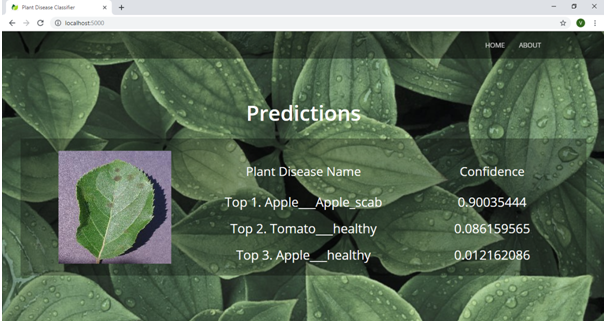 Plant Disease Classifier
localhost:5000
V
HOME ABOUT
Predictions
Plant Disease Name Confidence
Top 1. Apple___Apple_scab 0.90035444
Top 2. Tomato___healthy 0.086159565
Top 3. Apple___healthy 0.012162086